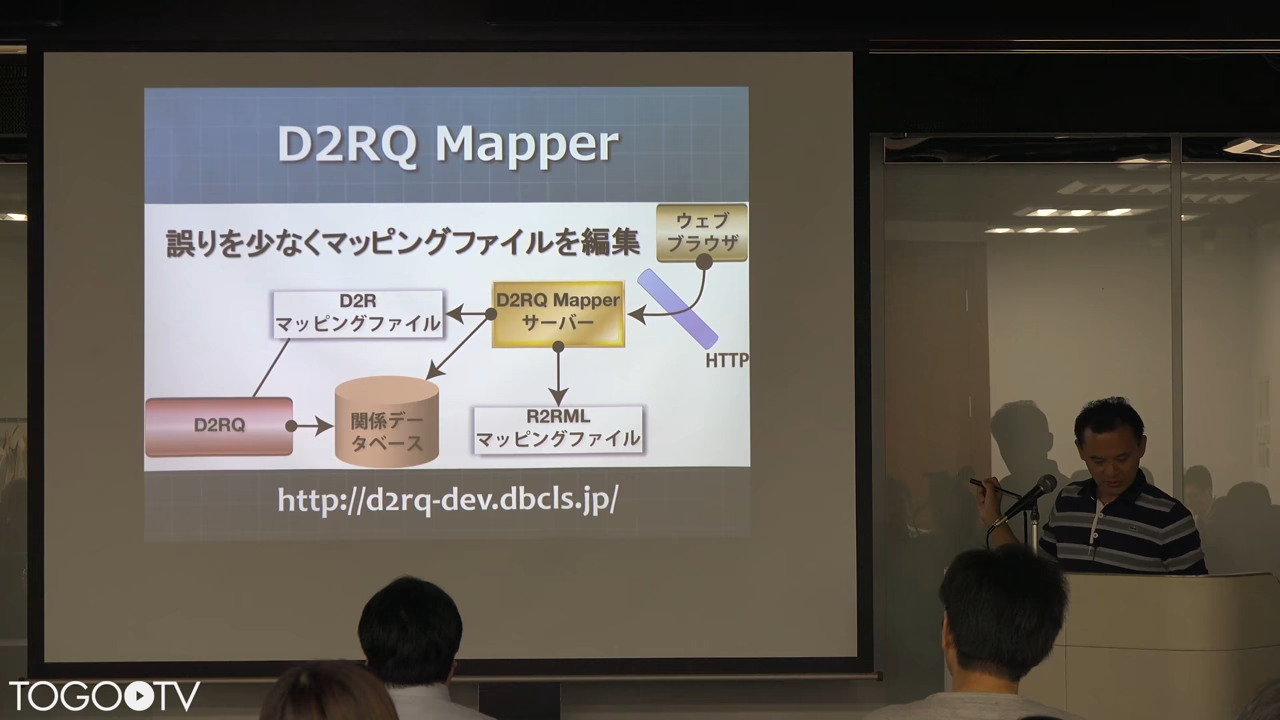 D2RQ Mapper
誤りを少なくマッピングファイルを編集
ウェブ
ブラウザ
D2R
マッピングファイル
D2RQ Mapper
サーバー
HTTP
D2RQ
関係デー
タベース
R2RML
マッピングファイル
http://d2rq-dev.dbcls.jp/
TOGOTV